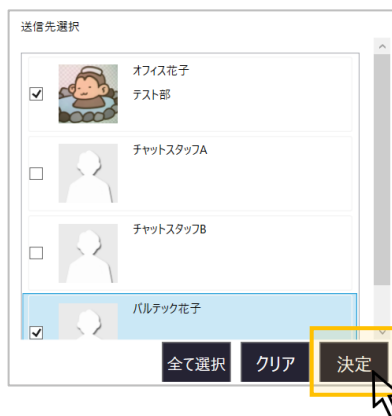 送信先選択
オフィス花子
テスト部
チャットスタッフA
チャットスタッフB
バルテック花子
全て選択
クリア
決定